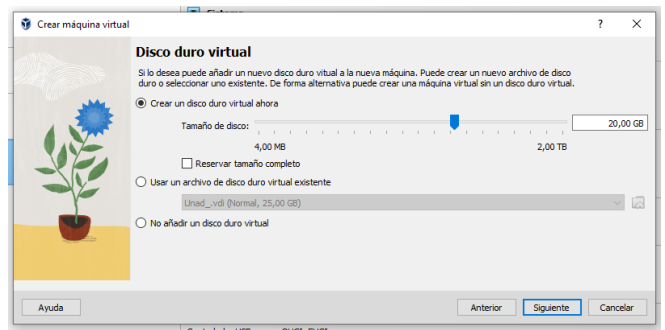 Sistema
Crear máquina virtual
Disco duro virtual
Si lo desea puede añadir un nuevo disco duro vitual a la nueva máquina. Puede crear un nuevo archivo de disco
duro o seleccionar uno existente. De forma alternativa puede crear una máquina virtual sin un disco duro virtual.
Crear un disco duro virtual ahora
Tamaño de disco:
20,00 GB
4,00 MB
2,00 TB
Reservar tamaño completo
Usar un archivo de disco duro virtual existente
Unad_.vdi (Normal, 25,00 GB)
No añadir un disco duro virtual
Ayuda
Anterior
Siguiente
Cancelar